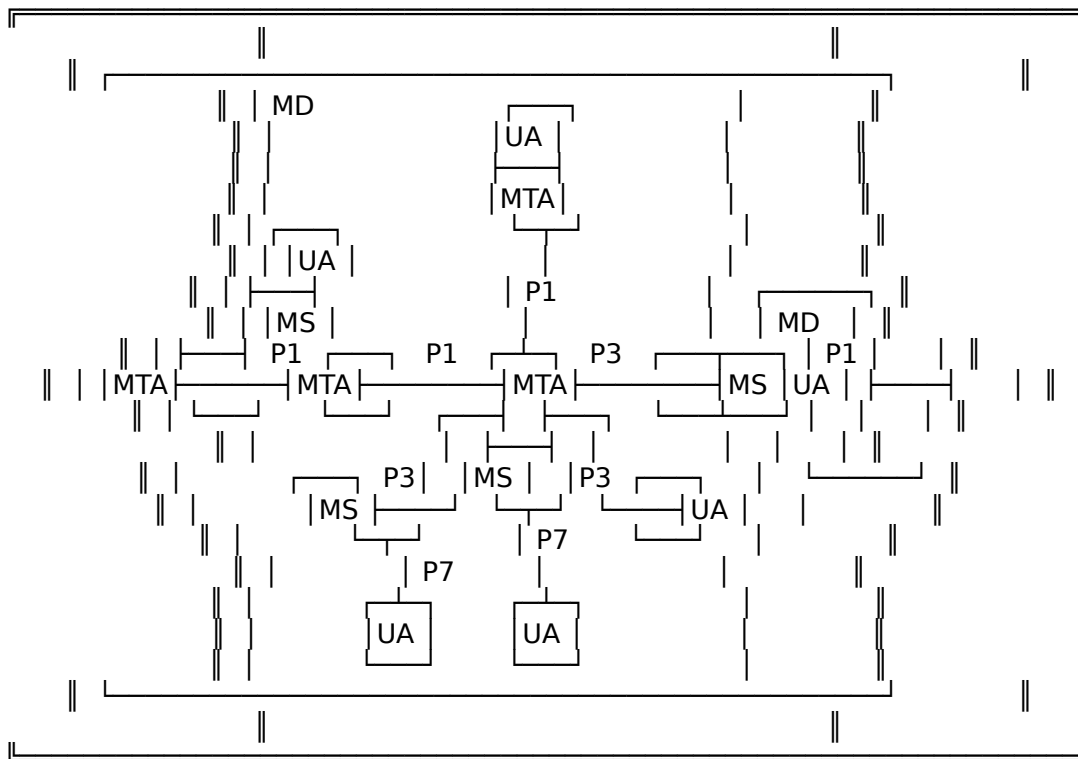 MD
UA
MTA
UA
P1
MS MD
P1 P1 P3 P1
MTA MTA MTA MS UA
P3 MS P3
MS UA
P7
P7
UA UA